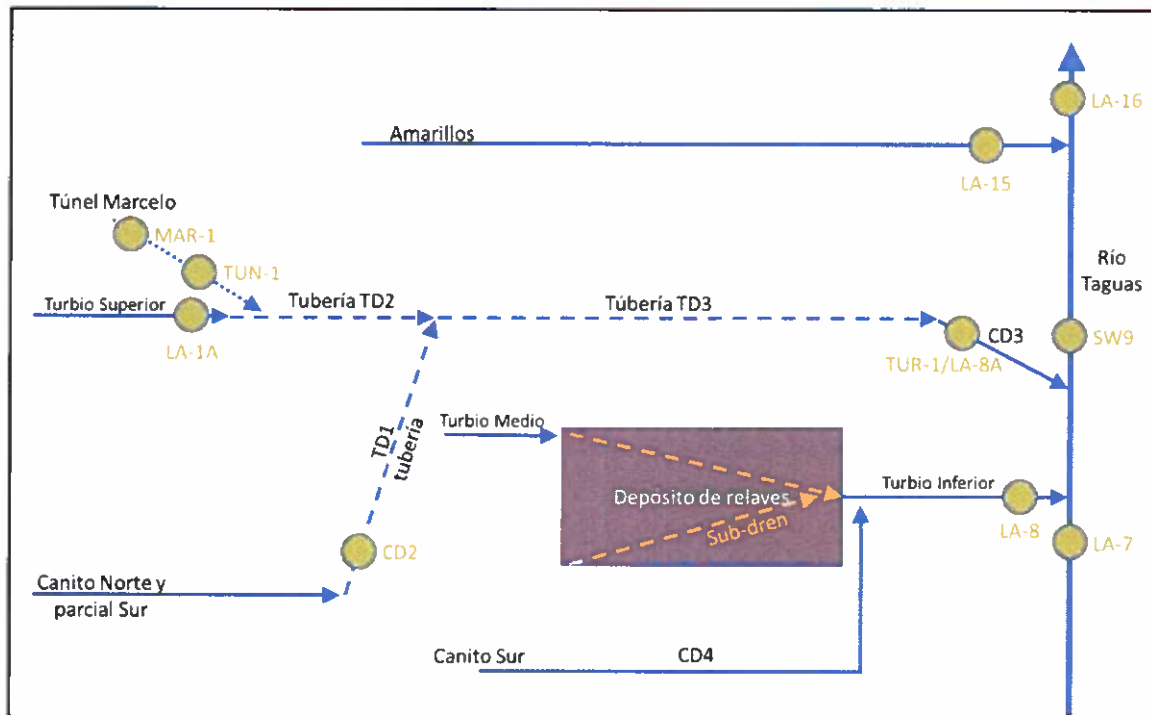 LA-16
Amarillos
LA-15
Túnel Marcelo
MAR-1
TUN-1
Río
Taguas
Turbio Superior
Tubería TD2
Túbería TD3
CD3
SW9
LA-1A
TUR-1/LA-8A
TD1
tubería
Turbio Medio
Depósito de relaves
Turbio Inferior
Sub-dren
LA-8
LA-7
CD2
Canito Norte y
parcial Sur
Canito Sur
CD4